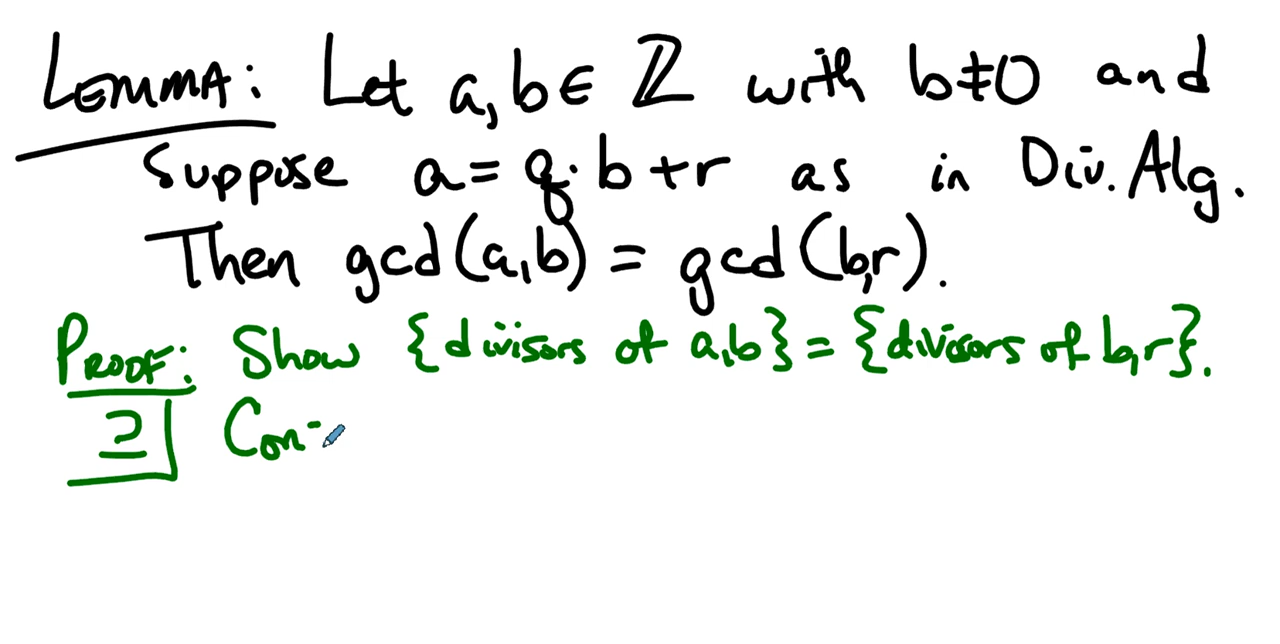 LEMMA: Let a, b ∈ ℤ with b≠0 and
Suppose a = q·b+r as in Div. Alg.
Then gcd(a,b) = gcd(b,r).
PROOF: Show {divisors of a,b} = {divisors of b,r}.
⊇ Con